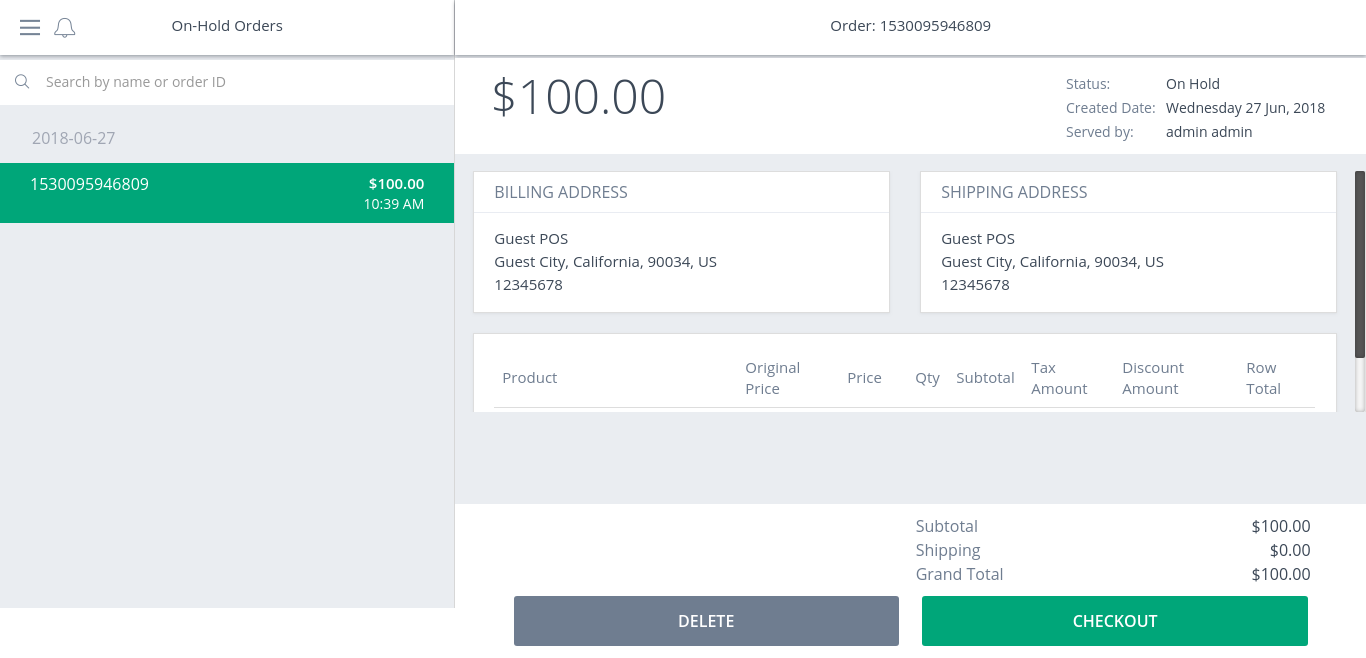 On-Hold Orders
Order: 1530095946809
Search by name or order ID
2018-06-27
1530095946809 $100.00
10:39 AM
$100.00
Status: On Hold
Created Date: Wednesday 27 Jun, 2018
Served by: admin admin
BILLING ADDRESS
Guest POS
Guest City, California, 90034, US
12345678
SHIPPING ADDRESS
Guest POS
Guest City, California, 90034, US
12345678
Product Original Price Price Qty Subtotal Tax Amount Discount Amount Row Total
Subtotal $100.00
Shipping $0.00
Grand Total $100.00
DELETE CHECKOUT